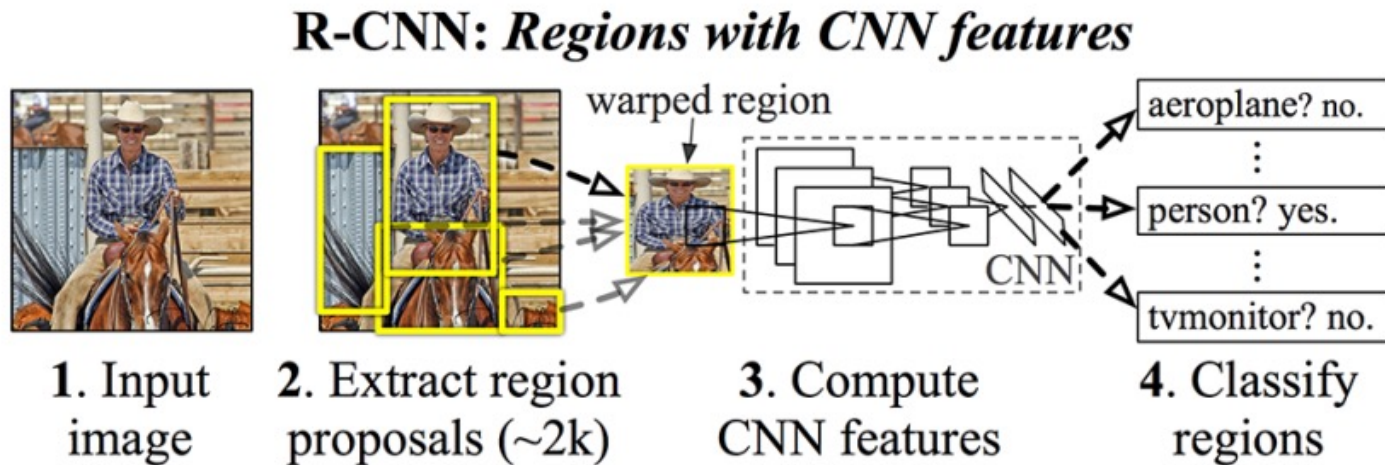 R-CNN: Regions with CNN features
warped region
aeroplane? no.
⋮
person? yes.
⋮
tvmonitor? no.
CNN
1. Input
image
2. Extract region
proposals (~2k)
3. Compute
CNN features
4. Classify
regions